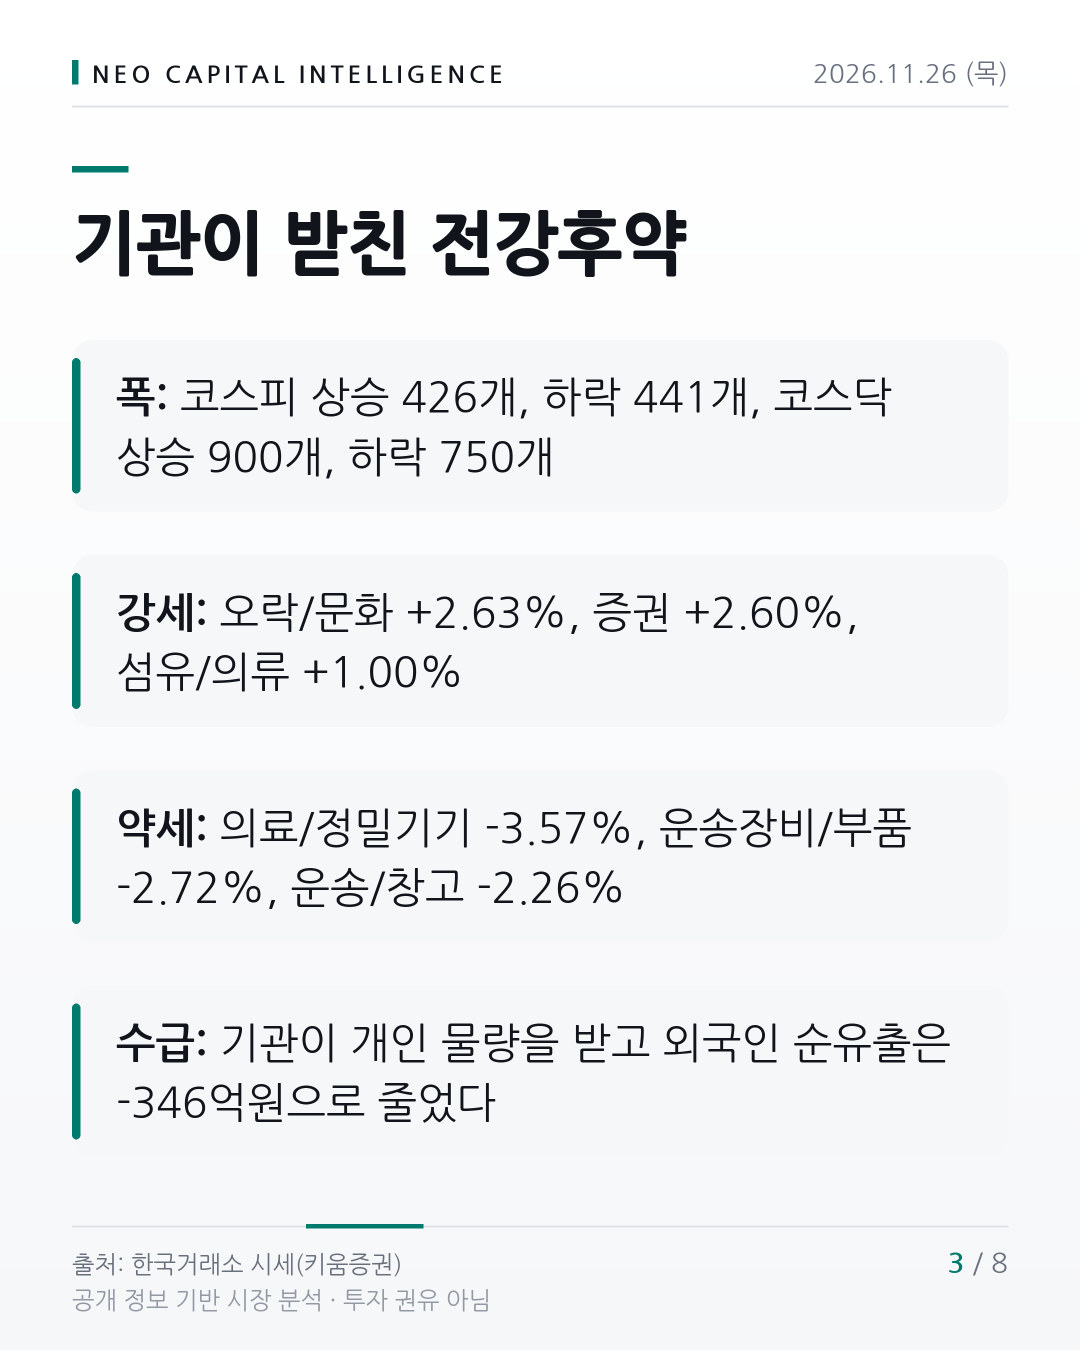 NEO CAPITAL INTELLIGENCE
2026.11.26 (목)
기관이 받친 전강후약
폭: 코스피 상승 426개, 하락 441개, 코스닥
상승 900개, 하락 750개
강세: 오락/문화 +2.63%, 증권 +2.60%,
섬유/의류 +1.00%
약세: 의료/정밀기기 -3.57%, 운송장비/부품
-2.72%, 운송/창고 -2.26%
수급: 기관이 개인 물량을 받고 외국인 순유출은
-346억원으로 줄었다
출처: 한국거래소 시세(키움증권)
3 / 8
공개 정보 기반 시장 분석 · 투자 권유 아님